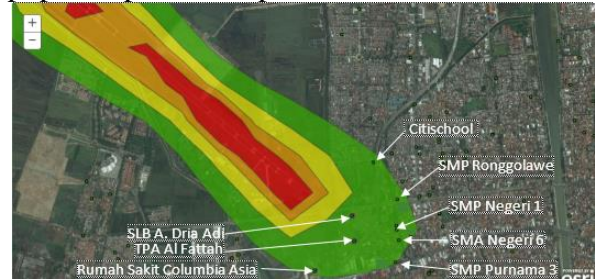 +
−
Citischool
SMP Ronggolawe
SMP Negeri 1
SLB A. Dria Adi
SMA Negeri 6
TPA Al Fattah
Rumah Sakit Columbia Asia
SMP Purnama 3
esri